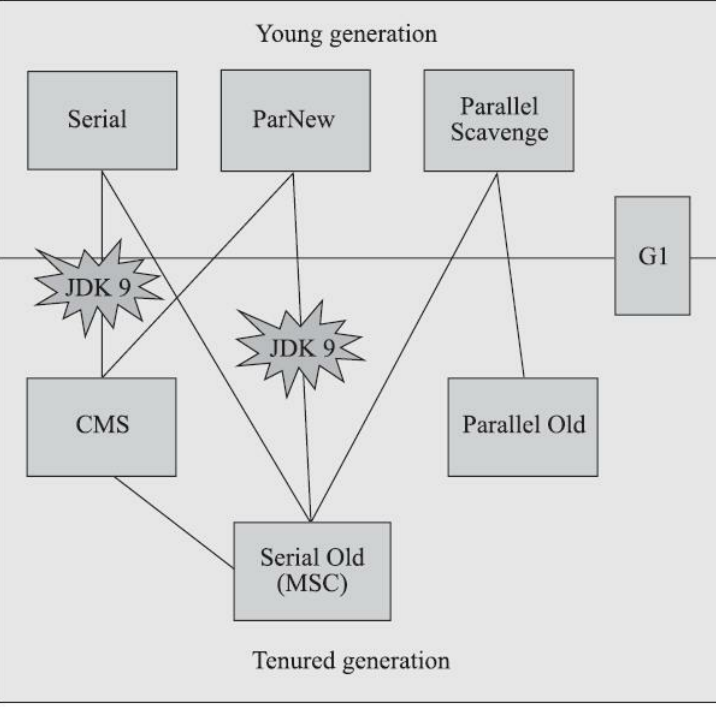 Young generation
Serial
ParNew
Parallel
Scavenge
G1
JDK 9
JDK 9
CMS
Parallel Old
Serial Old
(MSC)
Tenured generation